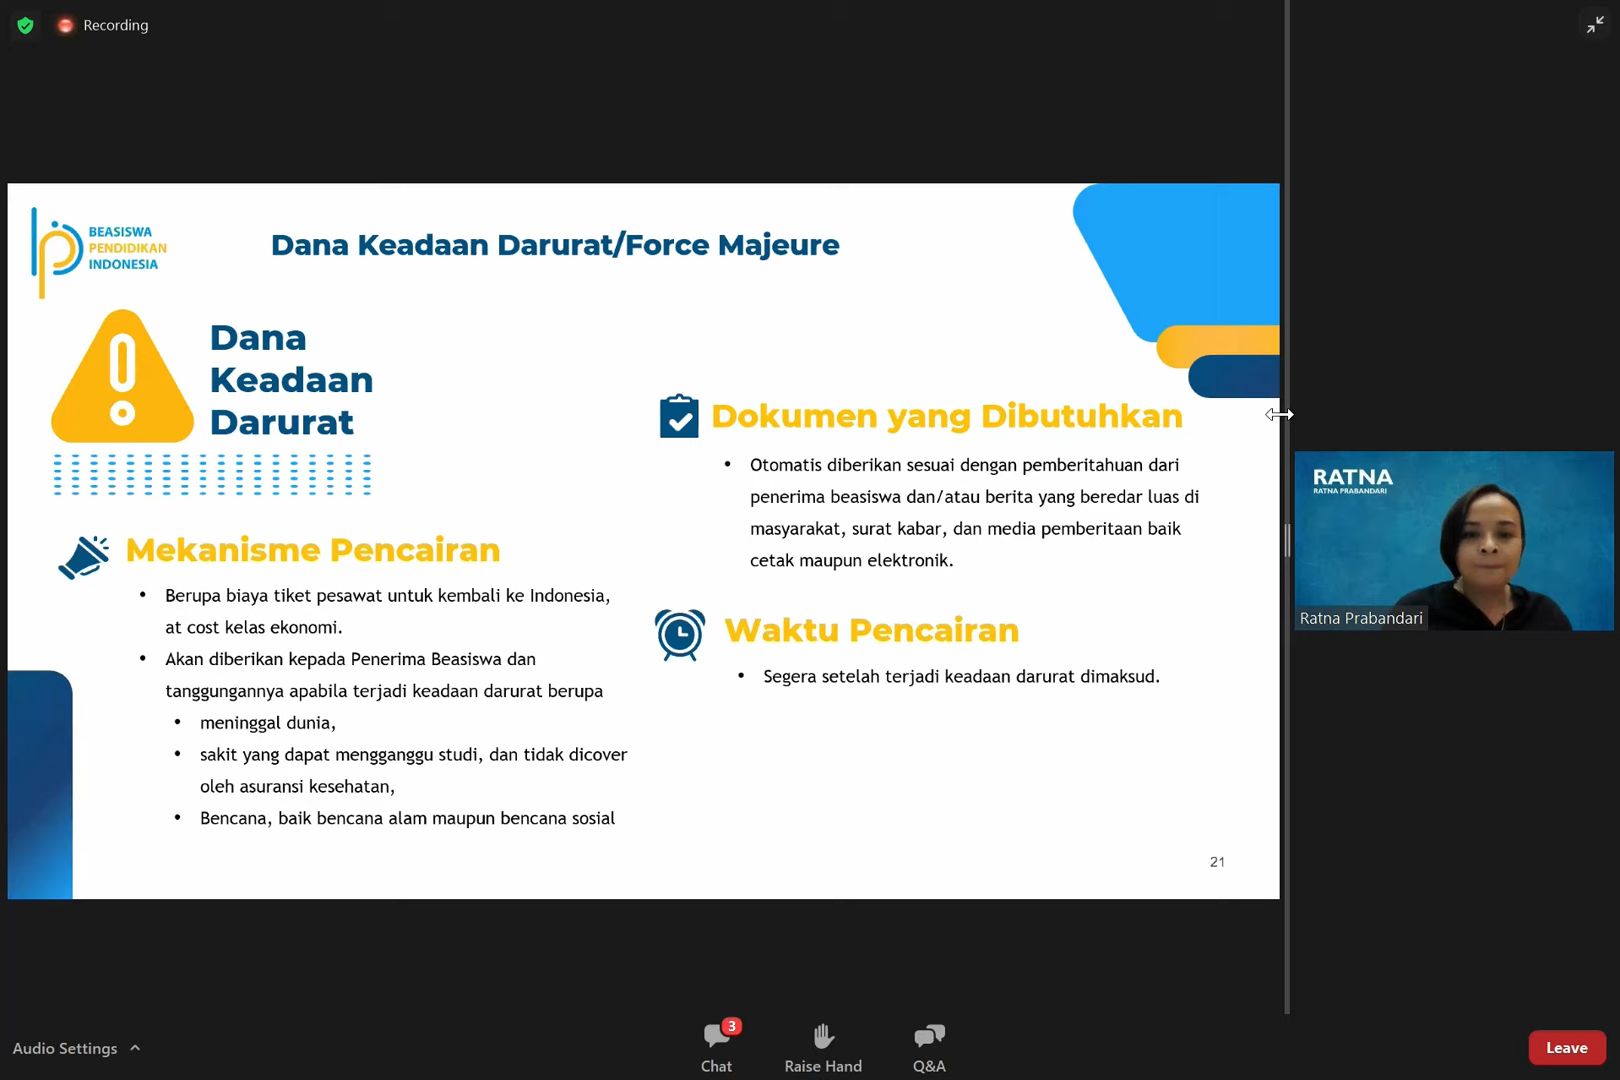 Recording
BEASISWA
PENDIDIKAN
INDONESIA
Dana Keadaan Darurat/Force Majeure
Dana
Keadaan
Darurat
Mekanisme Pencairan
• Berupa biaya tiket pesawat untuk kembali ke Indonesia,
at cost kelas ekonomi.
• Akan diberikan kepada Penerima Beasiswa dan
tanggungannya apabila terjadi keadaan darurat berupa
• meninggal dunia,
• sakit yang dapat mengganggu studi, dan tidak dicover
oleh asuransi kesehatan,
• Bencana, baik bencana alam maupun bencana sosial
Dokumen yang Dibutuhkan
• Otomatis diberikan sesuai dengan pemberitahuan dari
penerima beasiswa dan/atau berita yang beredar luas di
masyarakat, surat kabar, dan media pemberitaan baik
cetak maupun elektronik.
Waktu Pencairan
• Segera setelah terjadi keadaan darurat dimaksud.
21
RATNA
RATNA PRABANDARI
Ratna Prabandari
Audio Settings
3
Chat
Raise Hand
Q&A
Leave